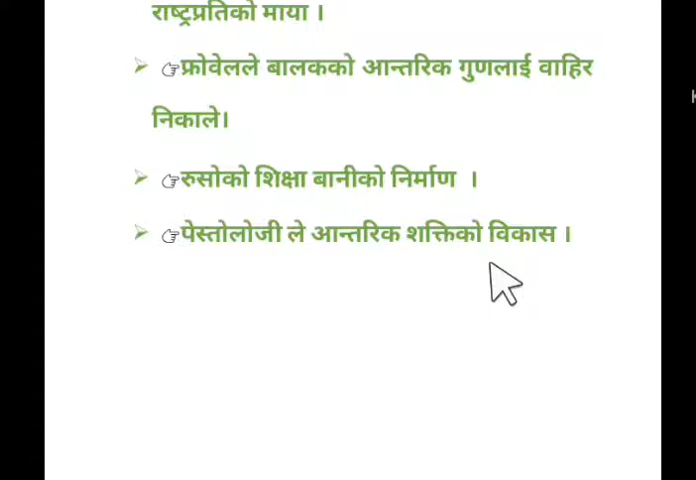 राष्ट्रप्रतिको माया ।
फ्रोवेलले बालकको आन्तरिक गुणलाई वाहिर
निकाले।
रुसोको शिक्षा बानीको निर्माण ।
पेस्तोलोजी ले आन्तरिक शक्तिको विकास ।